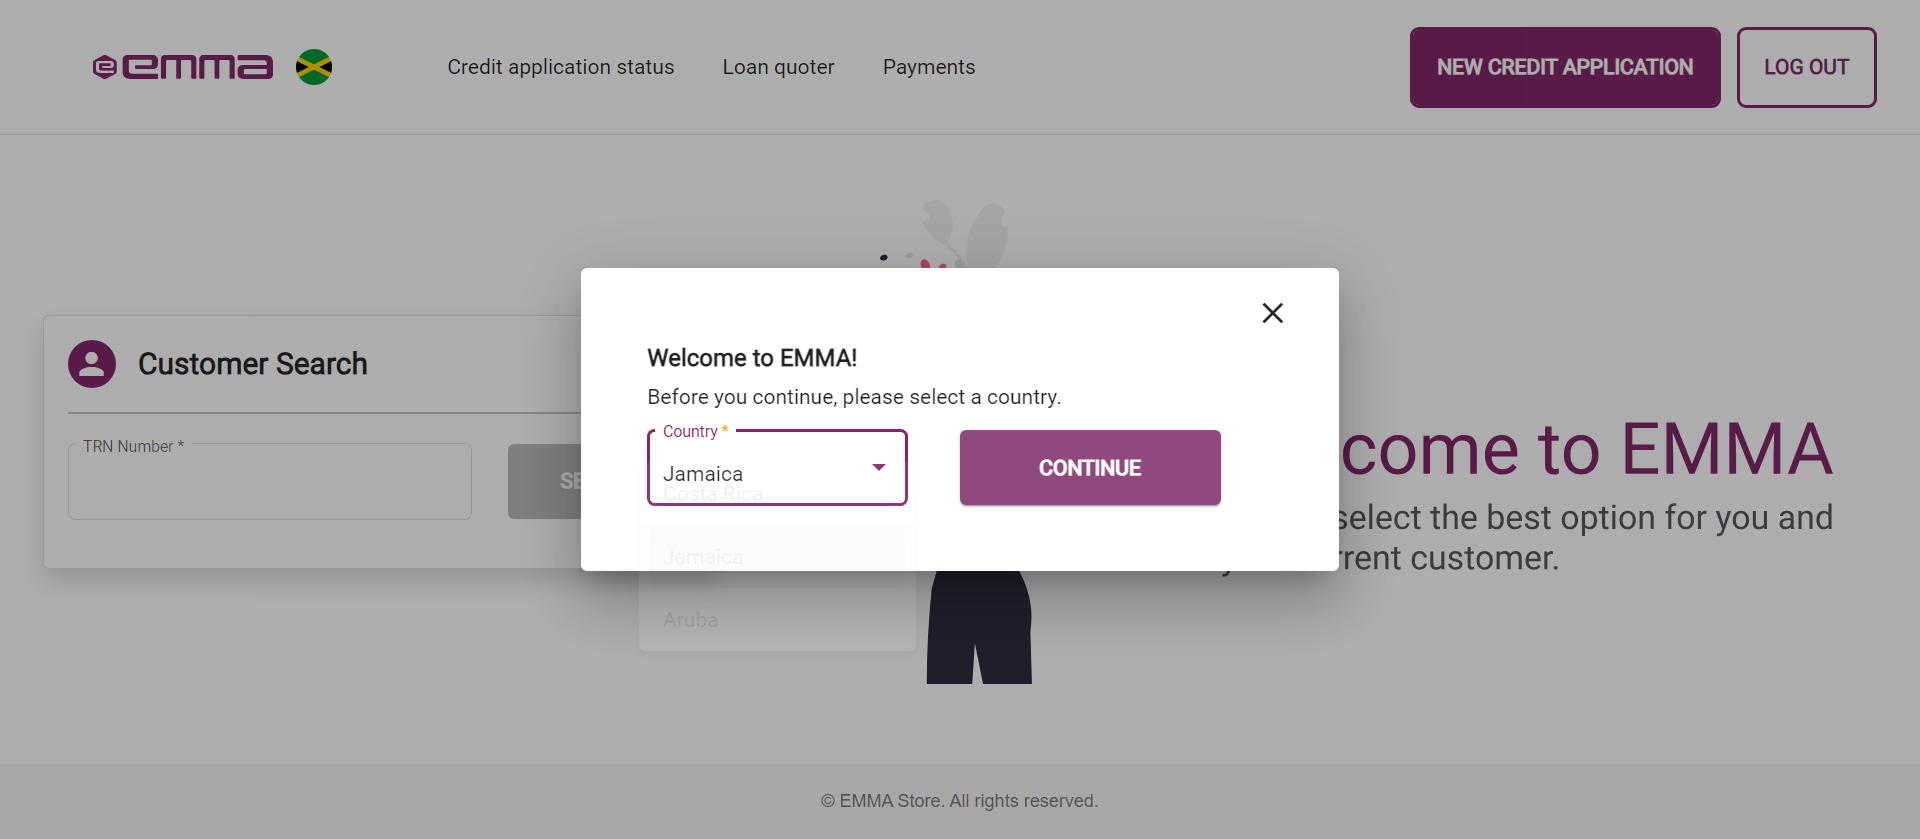 emma
Credit application status
Loan quoter
Payments
NEW CREDIT APPLICATION
LOG OUT
Customer Search
TRN Number *
SE
Welcome to EMMA!
Before you continue, please select a country.
Country *
Jamaica
CONTINUE
Costa Rica
Jamaica
Aruba
come to EMMA
select the best option for you and
rrent customer.
© EMMA Store. All rights reserved.